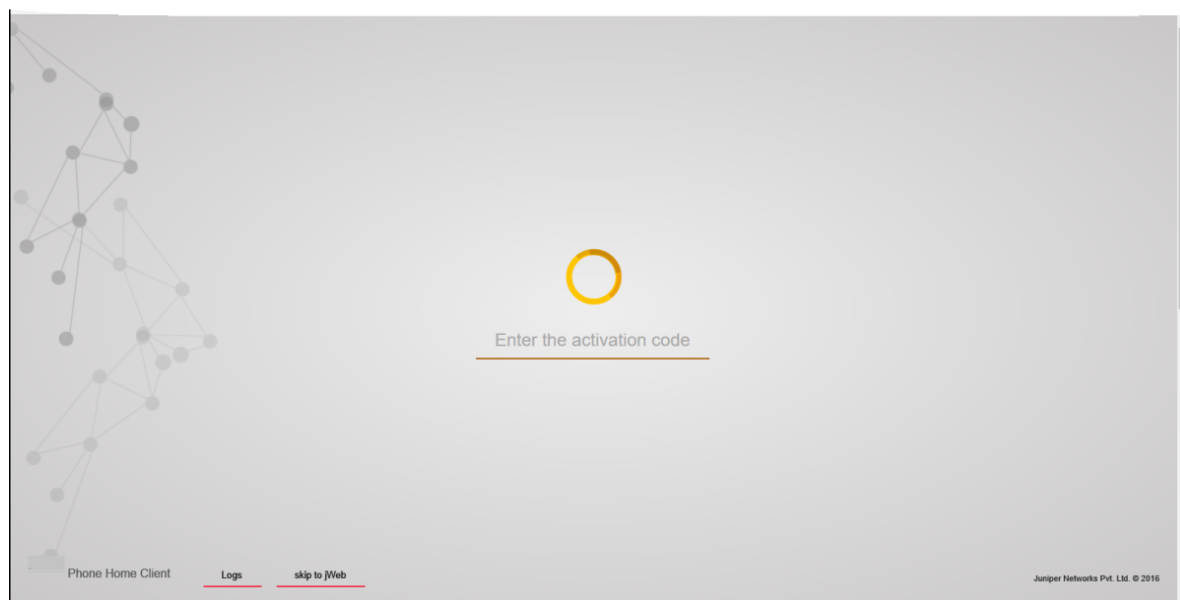 Enter the activation code
Phone Home Client Logs skip to jWeb Juniper Networks Pvt. Ltd. © 2016